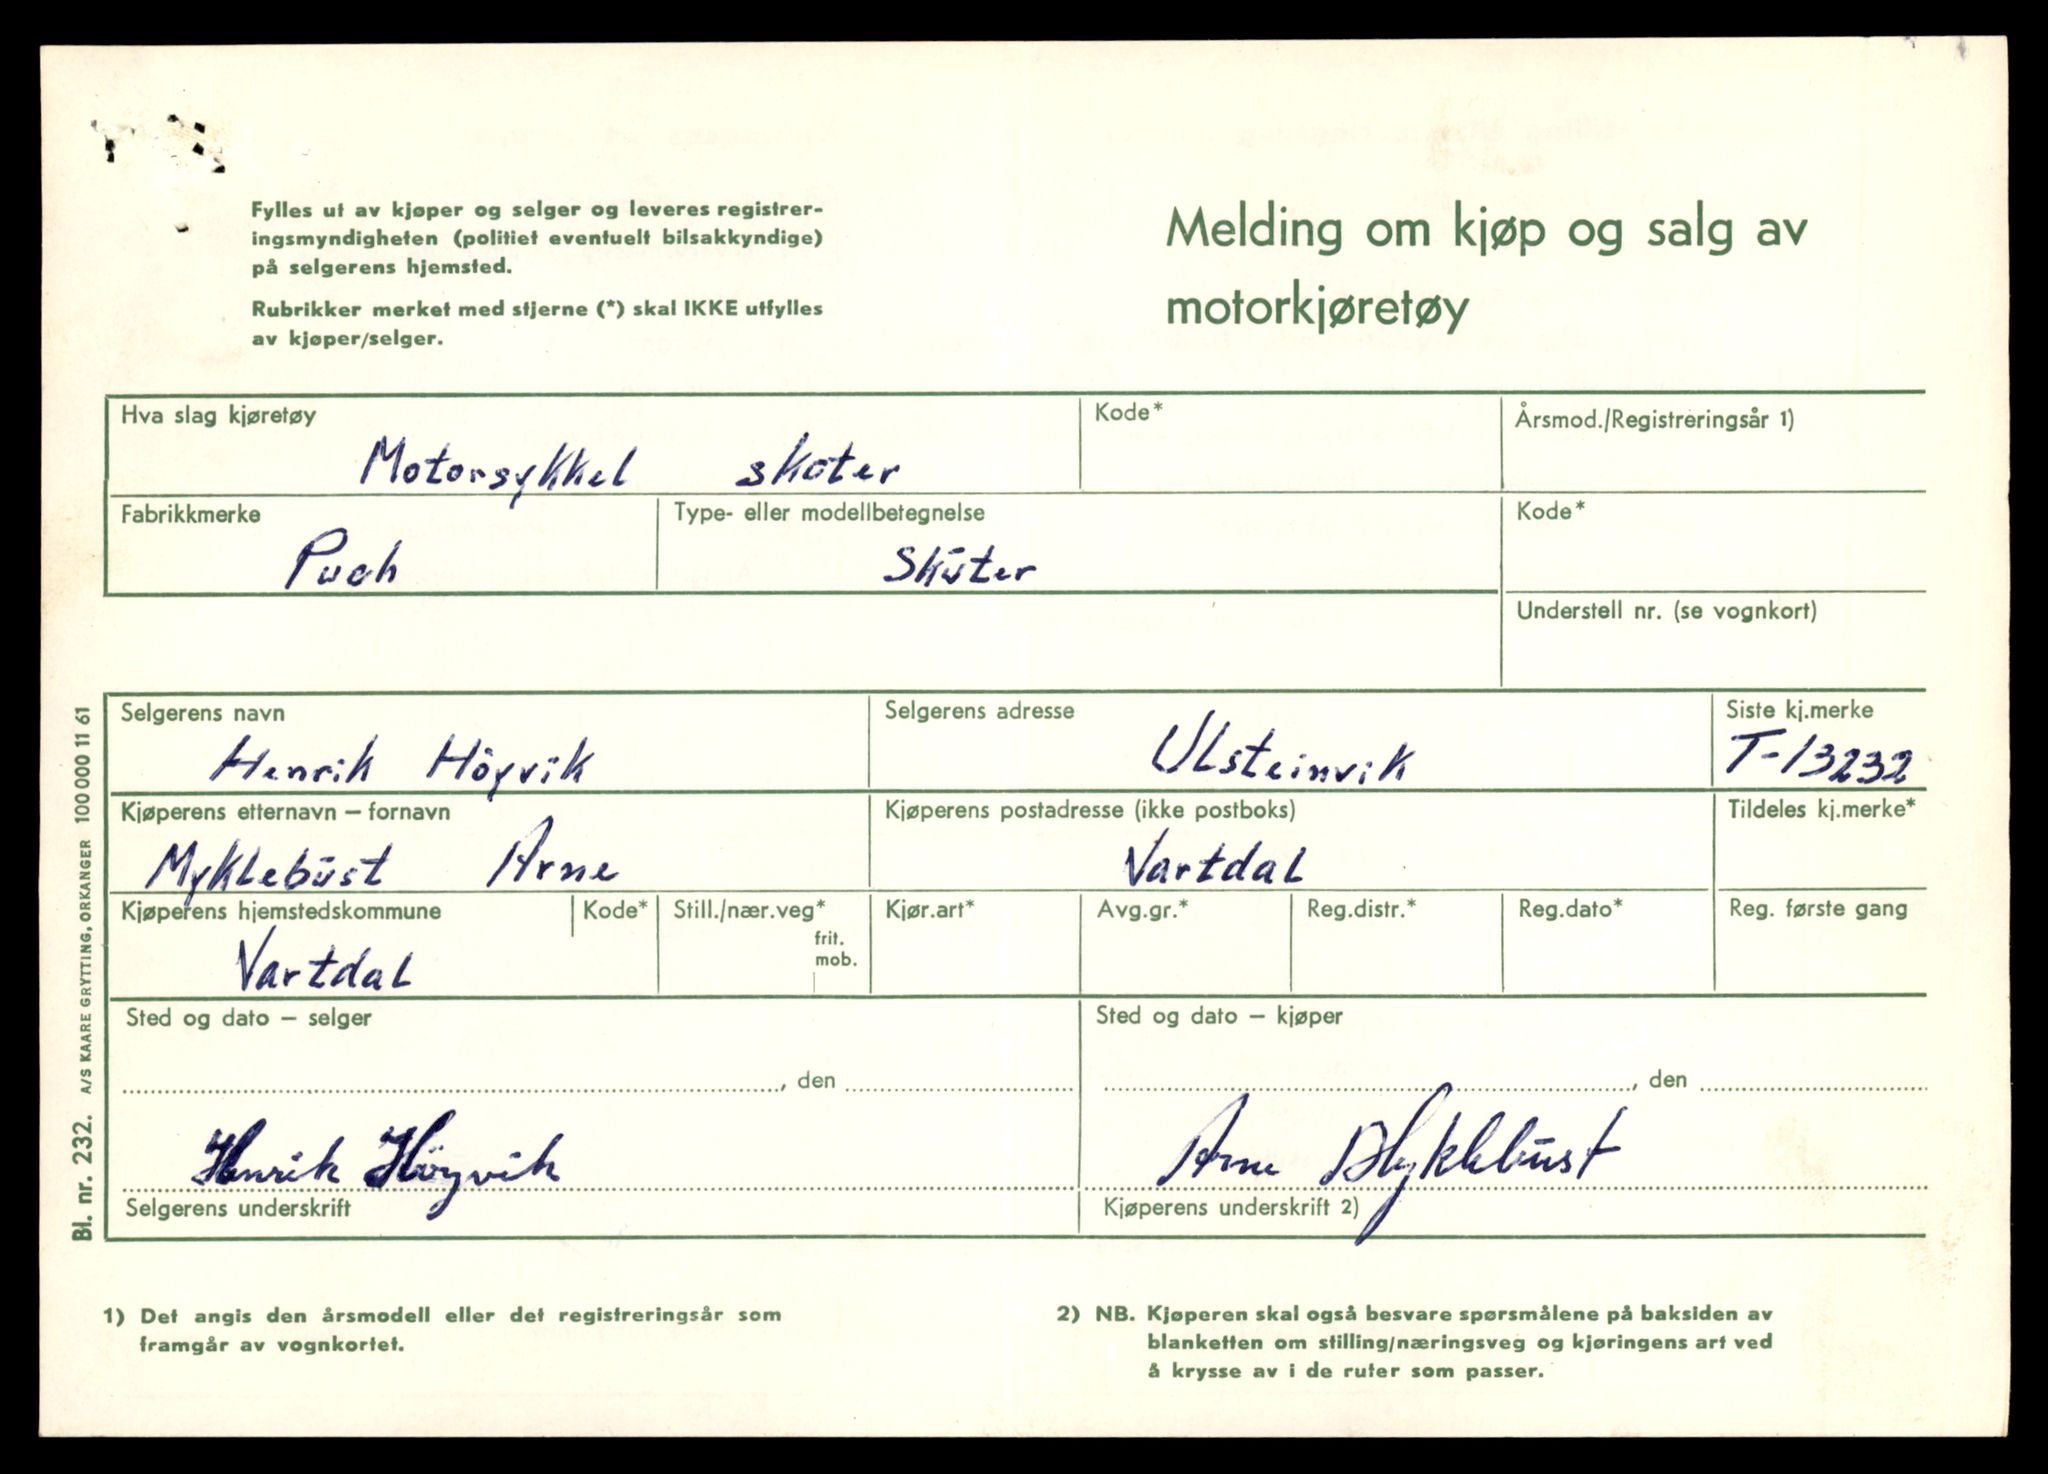 Fylles ut av kjøper og selger og leveres registrer-
ingsmyndigheten (politiet eventuelt bilsakkyndige)
på selgerens hjemsted.
Rubrikker merket med stjerne (*) skal IKKE utfylles
av kjøper/selger.
Melding om kjøp og salg av
motorkjøretøy
Hva slag kjøretøy
Kode*
Årsmod./Registreringsår 1)
Motorsykkel skoter
Fabrikkmerke
Type- eller modellbetegnelse
Kode*
Puch
Skuter
Understell nr. (se vognkort)
Selgerens navn
Selgerens adresse
Siste kj.merke
Henrik Höyvik
Ulsteinvik
T-13232
Kjøperens etternavn – fornavn
Kjøperens postadresse (ikke postboks)
Tildeles kj.merke*
Myklebust Arne
Vartdal
Kjøperens hjemstedskommune
Kode*
Still./nær.veg*
frit.
mob.
Kjør.art*
Avg.gr.*
Reg.distr.*
Reg.dato*
Reg. første gang
Vartdal
Sted og dato – selger
Sted og dato – kjøper
, den
, den
Henrik Höyvik
Arne Myklebust
Selgerens underskrift
Kjøperens underskrift 2)
1) Det angis den årsmodell eller det registreringsår som
framgår av vognkortet.
2) NB. Kjøperen skal også besvare spørsmålene på baksiden av
blanketten om stilling/næringsveg og kjøringens art ved
å krysse av i de ruter som passer.
Bl. nr. 232. A/S KAARE GRYTTING, ORKANGER 100 000 11 61